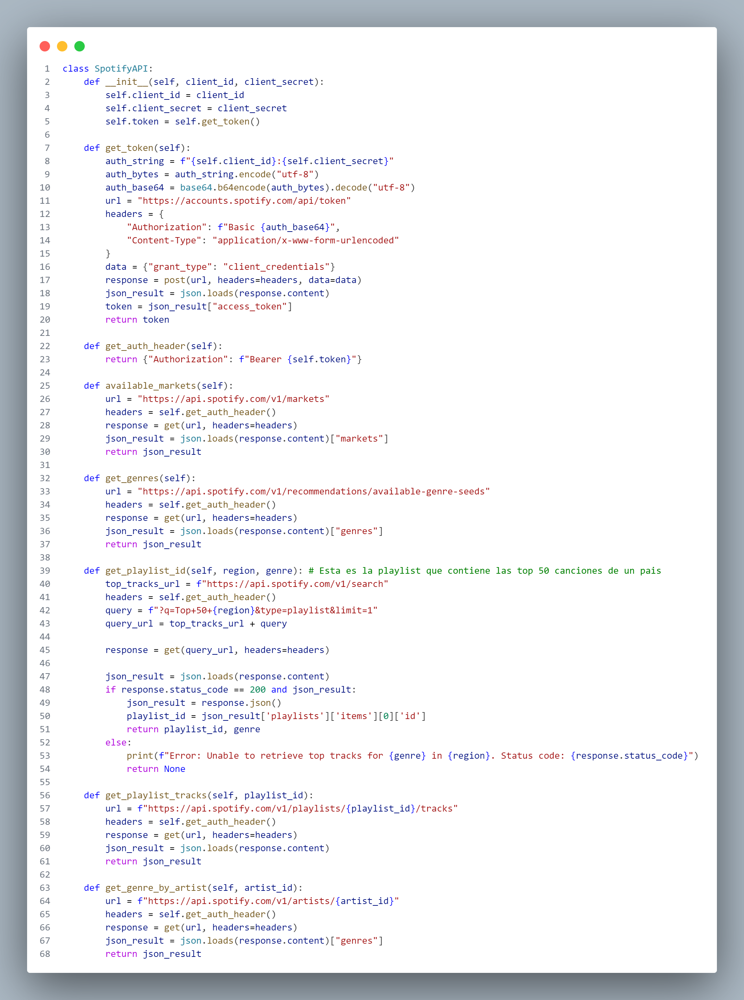 1 class SpotifyAPI:
2     def __init__(self, client_id, client_secret):
3         self.client_id = client_id
4         self.client_secret = client_secret
5         self.token = self.get_token()
6
7     def get_token(self):
8         auth_string = f"{self.client_id}:{self.client_secret}"
9         auth_bytes = auth_string.encode("utf-8")
10         auth_base64 = base64.b64encode(auth_bytes).decode("utf-8")
11         url = "https://accounts.spotify.com/api/token"
12         headers = {
13             "Authorization": f"Basic {auth_base64}",
14             "Content-Type": "application/x-www-form-urlencoded"
15         }
16         data = {"grant_type": "client_credentials"}
17         response = post(url, headers=headers, data=data)
18         json_result = json.loads(response.content)
19         token = json_result["access_token"]
20         return token
21
22     def get_auth_header(self):
23         return {"Authorization": f"Bearer {self.token}"}
24
25     def available_markets(self):
26         url = "https://api.spotify.com/v1/markets"
27         headers = self.get_auth_header()
28         response = get(url, headers=headers)
29         json_result = json.loads(response.content)["markets"]
30         return json_result
31
32     def get_genres(self):
33         url = "https://api.spotify.com/v1/recommendations/available-genre-seeds"
34         headers = self.get_auth_header()
35         response = get(url, headers=headers)
36         json_result = json.loads(response.content)["genres"]
37         return json_result
38
39     def get_playlist_id(self, region, genre): # Esta es la playlist que contiene las top 50 canciones de un pais
40         top_tracks_url = f"https://api.spotify.com/v1/search"
41         headers = self.get_auth_header()
42         query = f"?q=Top+50+{region}&type=playlist&limit=1"
43         query_url = top_tracks_url + query
44
45         response = get(query_url, headers=headers)
46
47         json_result = json.loads(response.content)
48         if response.status_code == 200 and json_result:
49             json_result = response.json()
50             playlist_id = json_result['playlists']['items'][0]['id']
51             return playlist_id, genre
52         else:
53             print(f"Error: Unable to retrieve top tracks for {genre} in {region}. Status code: {response.status_code}")
54             return None
55
56     def get_playlist_tracks(self, playlist_id):
57         url = f"https://api.spotify.com/v1/playlists/{playlist_id}/tracks"
58         headers = self.get_auth_header()
59         response = get(url, headers=headers)
60         json_result = json.loads(response.content)
61         return json_result
62
63     def get_genre_by_artist(self, artist_id):
64         url = f"https://api.spotify.com/v1/artists/{artist_id}"
65         headers = self.get_auth_header()
66         response = get(url, headers=headers)
67         json_result = json.loads(response.content)["genres"]
68         return json_result